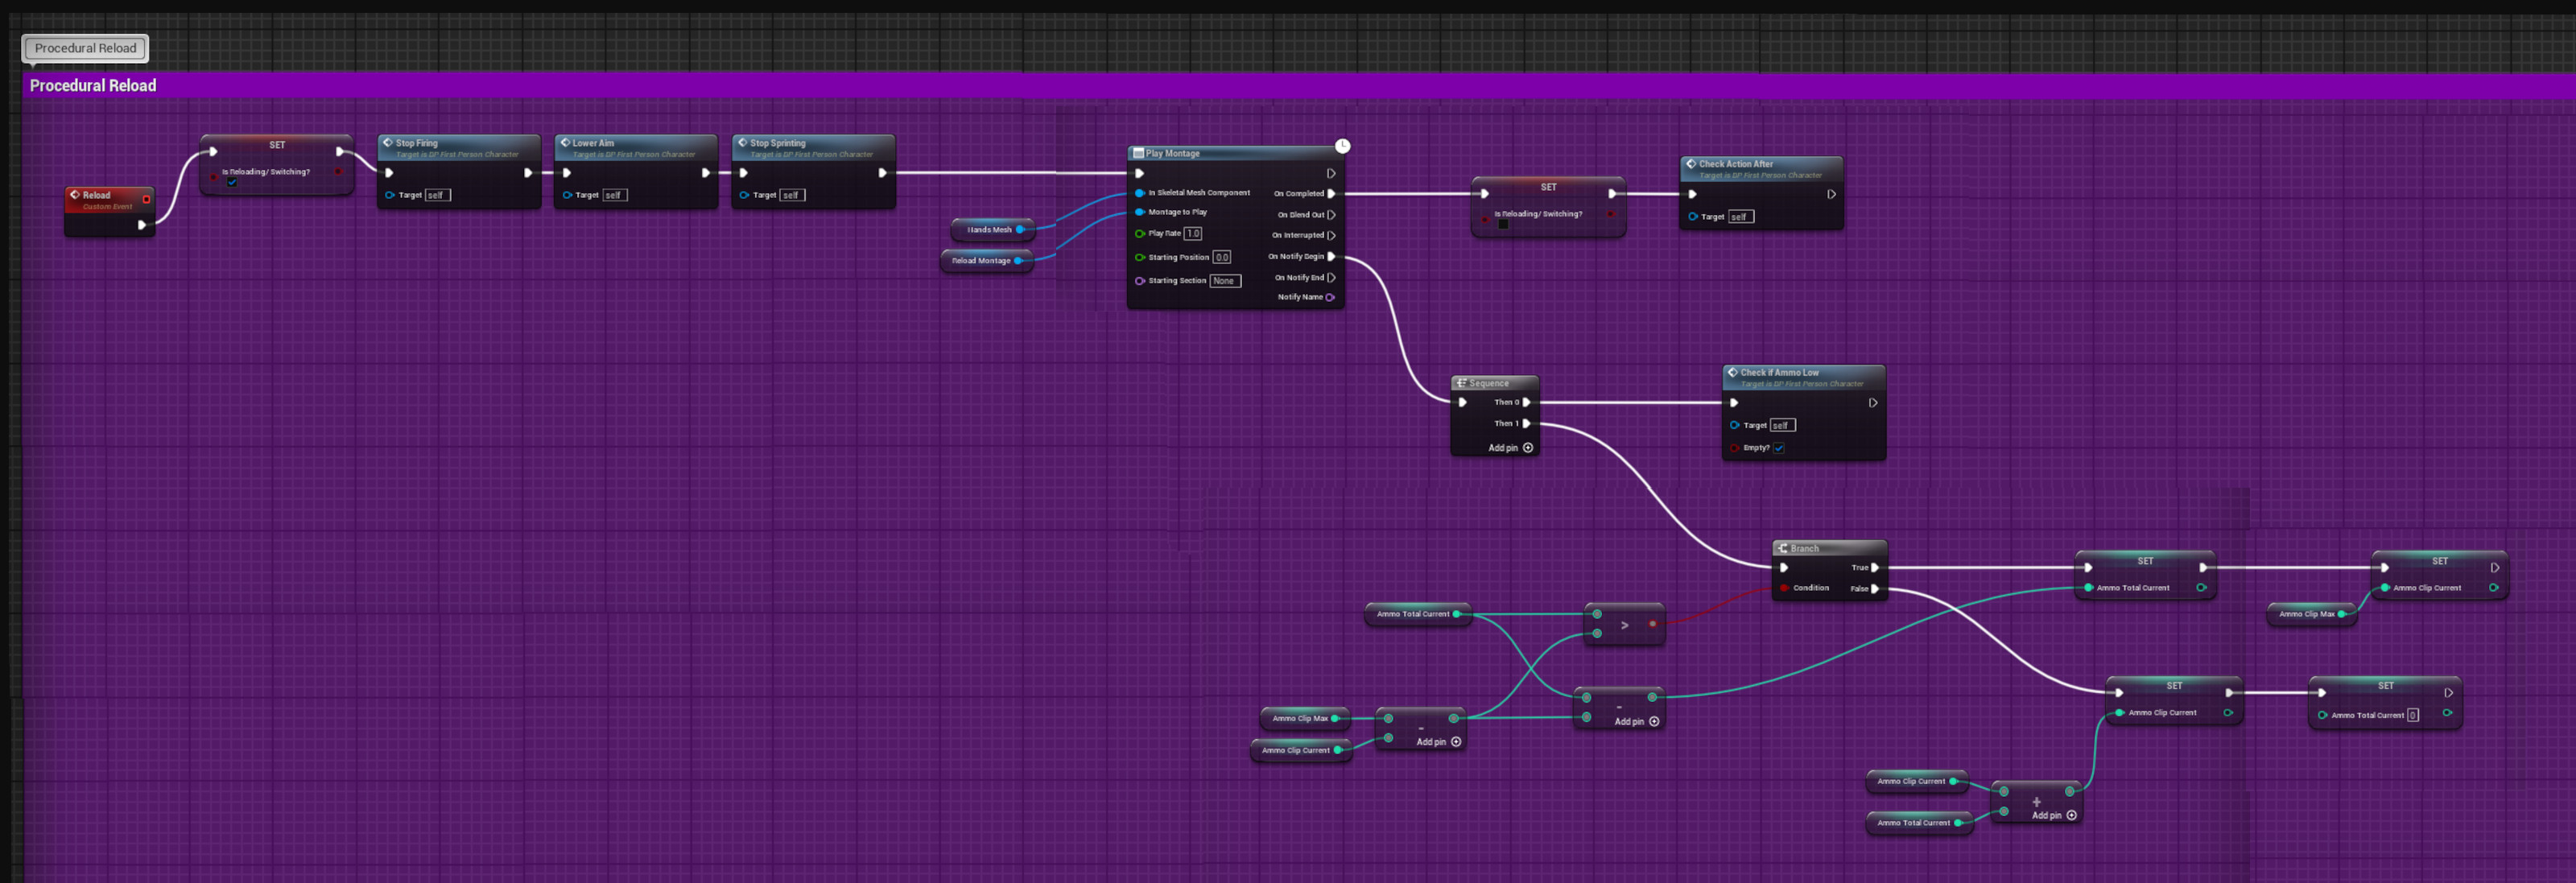 Procedural Reload
Procedural Reload
Reload
Custom Event
SET
Is Reloading/ Switching?
Stop Firing
Target is DP First Person Character
Target self
Lower Aim
Target is DP First Person Character
Target self
Stop Sprinting
Target is DP First Person Character
Target self
Hands Mesh
Reload Montage
Play Montage
In Skeletal Mesh Component
On Completed
Montage to Play
On Blend Out
Play Rate 1.0
On Interrupted
Starting Position 0.0
On Notify Begin
Starting Section None
On Notify End
Notify Name
SET
Is Reloading/ Switching?
Check Action After
Target is DP First Person Character
Target self
Sequence
Then 0
Then 1
Add pin
Check if Ammo Low
Target is DP First Person Character
Target self
Empty?
Branch
True
Condition
False
SET
Ammo Total Current
SET
Ammo Clip Current
Ammo Clip Max
Ammo Total Current
>
Ammo Clip Max
Ammo Clip Current
-
Add pin
-
Add pin
SET
Ammo Clip Current
SET
Ammo Total Current 0
Ammo Clip Current
Ammo Total Current
+
Add pin